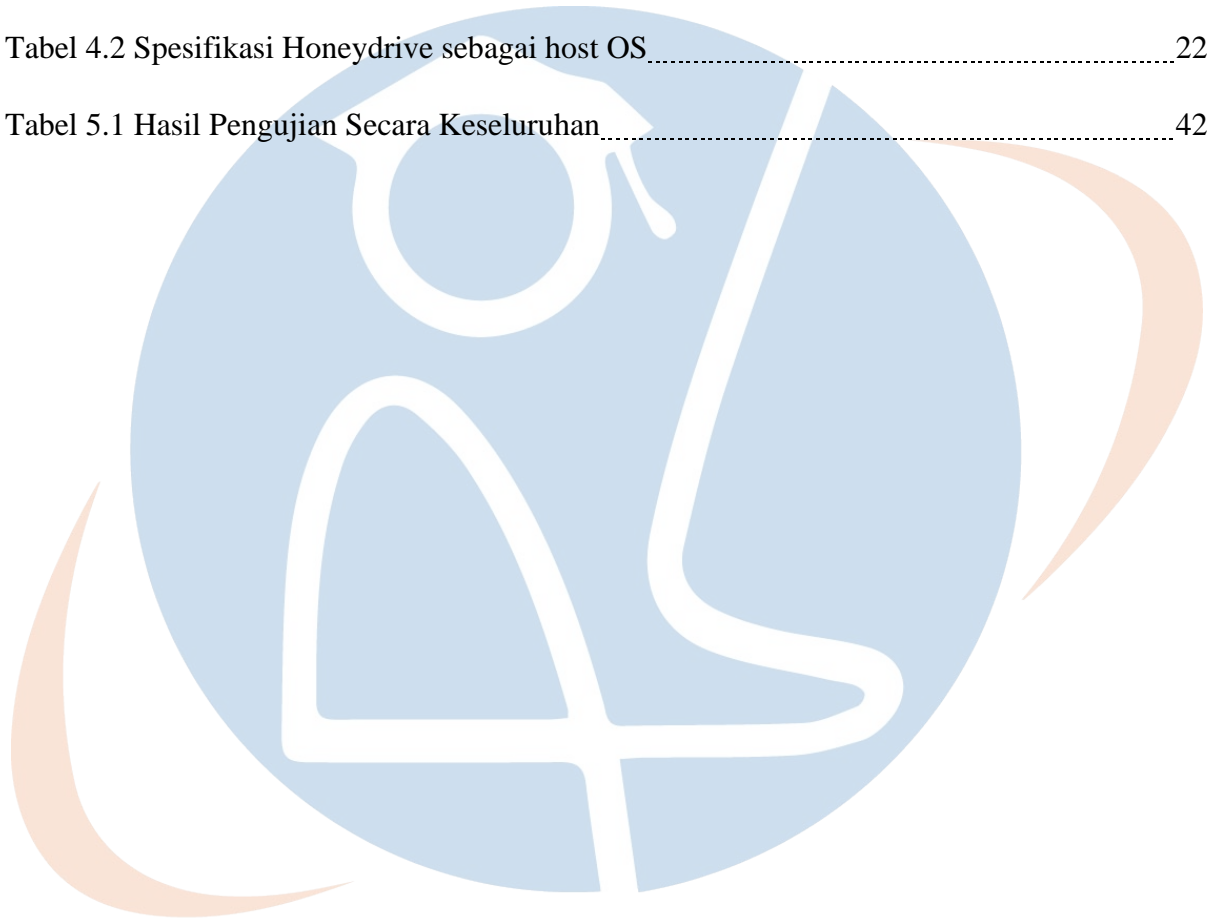 Tabel 4.2 Spesifikasi Honeydrive sebagai host OS 22
Tabel 5.1 Hasil Pengujian Secara Keseluruhan 42